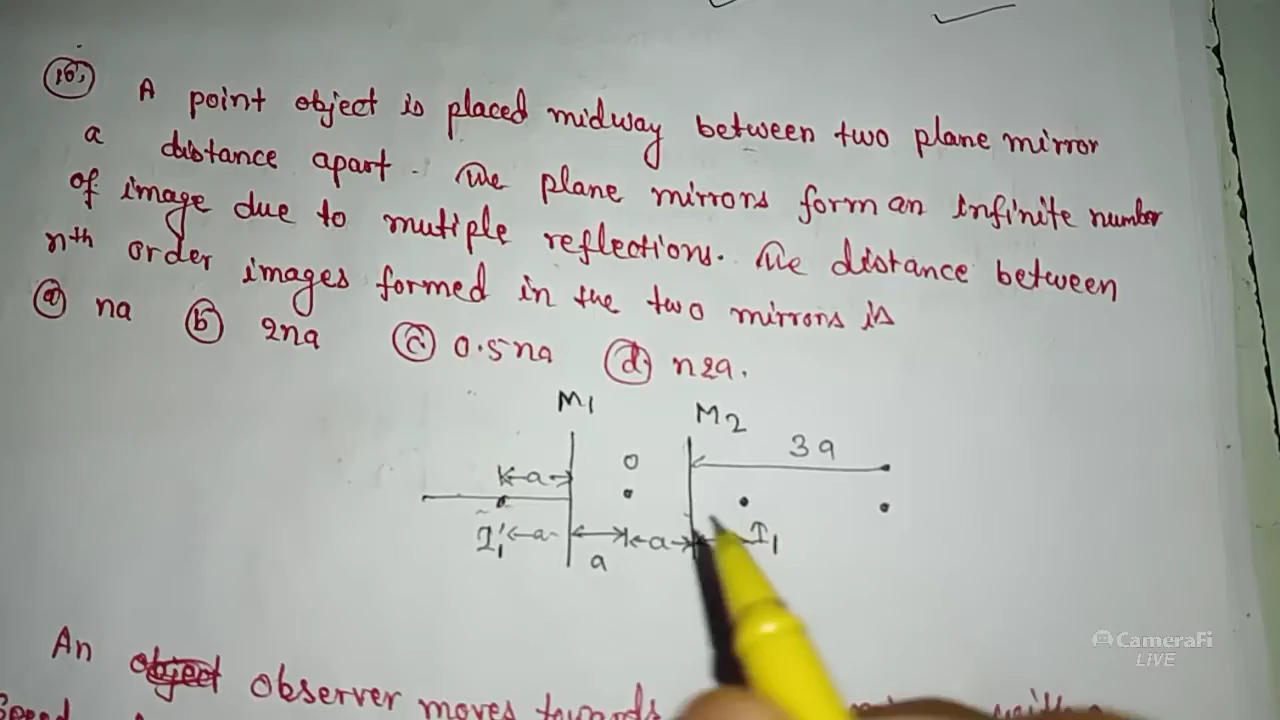 16.
A point object is placed midway between two plane mirror
a distance apart. The plane mirrors form an infinite number
of image due to mutiple reflections. The distance between
nth order images formed in the two mirrors is
(a) na (b) 2na (c) 0.5na (d) n2a.
M1 M2
3a
a
O
I1' a a a I1
An observer moves towards
CameraFi
LIVE